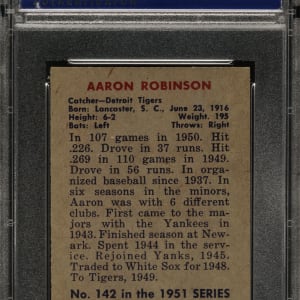 AARON ROBINSON
Catcher—Detroit Tigers
Born: Lancaster, S. C., June 23, 1916
Height: 6-2 Weight: 195
Bats: Left Throws: Right
In 107 games in 1950. Hit
.226. Drove in 37 runs. Hit
.269 in 110 games in 1949.
Drove in 56 runs. In organ-
ized baseball since 1937. In
six seasons in the minors,
Aaron was with 6 different
clubs. First came to the ma-
jors with the Yankees in
1943. Finished season at New-
ark. Spent 1944 in the serv-
ice. Rejoined Yanks, 1945.
Traded to White Sox for 1948.
To Tigers, 1949.
No. 142 in the 1951 SERIES